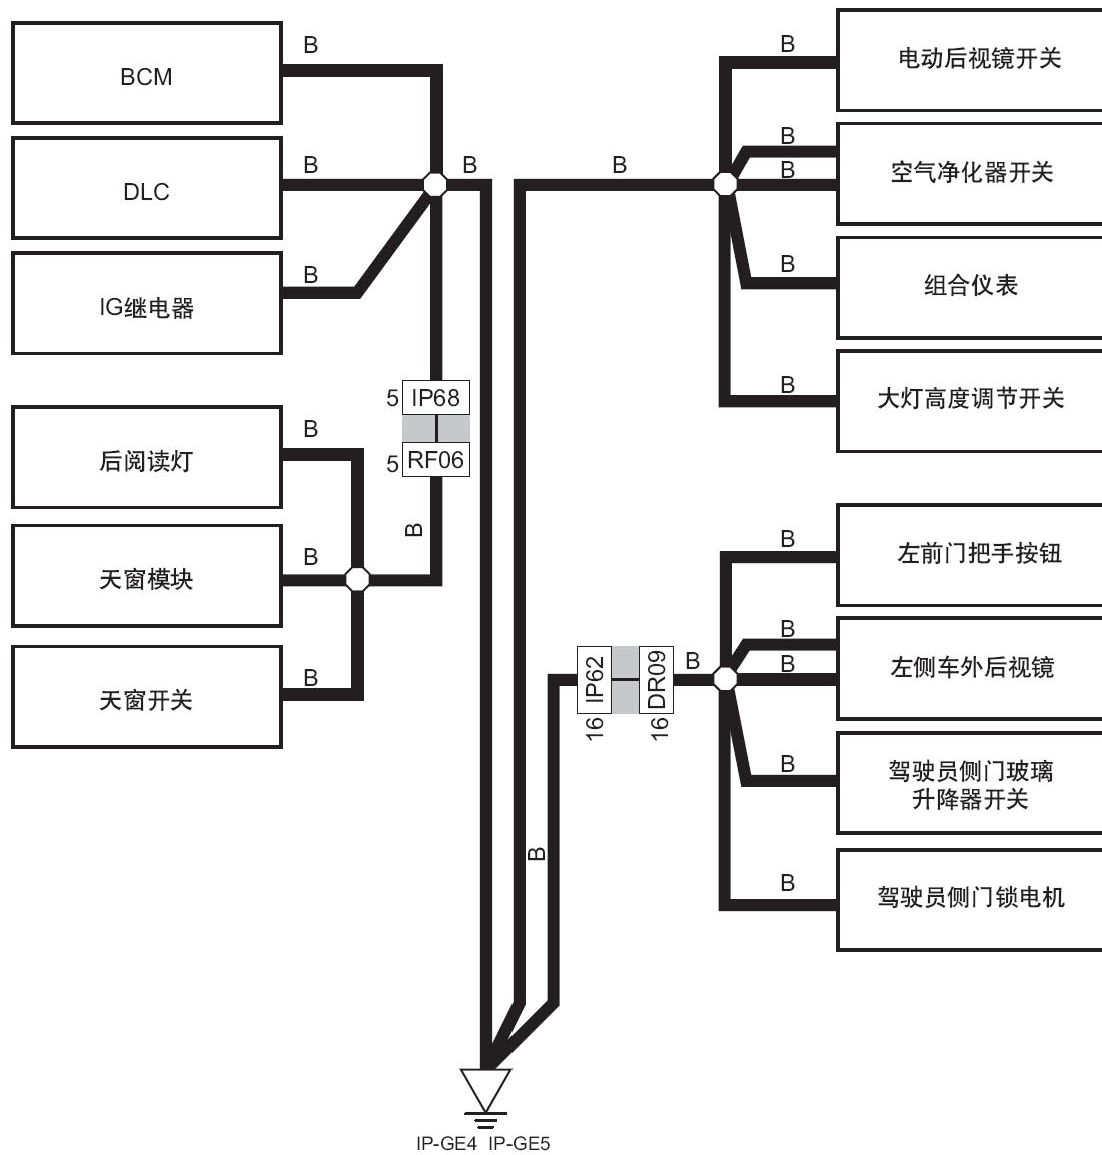 B
BCM
B
DLC
B
IG继电器
B
B
电动后视镜开关
B
B
空气净化器开关
B
B
组合仪表
B
大灯高度调节开关
5 IP68
5 RF06
B
B
后阅读灯
B
天窗模块
B
天窗开关
B
左前门把手按钮
B
B
左侧车外后视镜
IP62
16
DR09
16
B
B
驾驶员侧门玻璃
升降器开关
B
B
驾驶员侧门锁电机
IP-GE4 IP-GE5